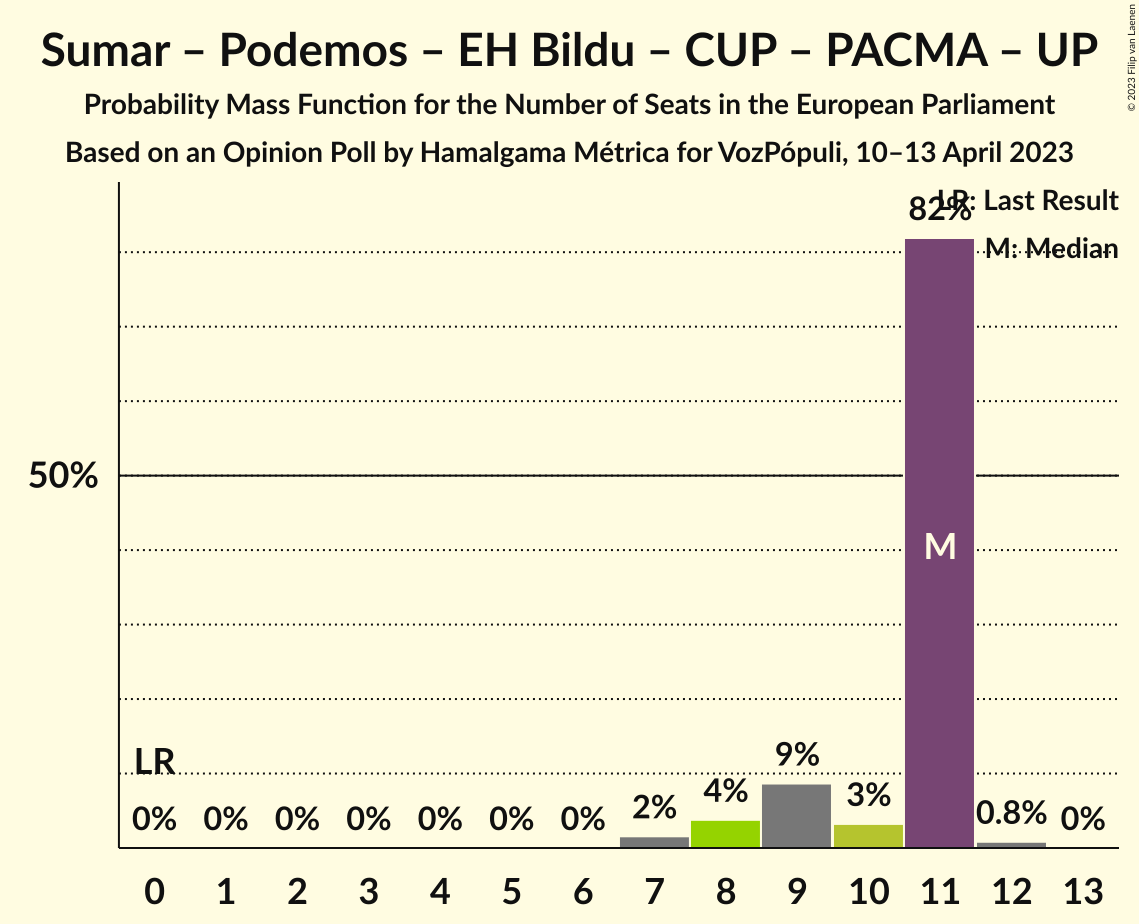 Sumar – Podemos – EH Bildu – CUP – PACMA – UP
Probability Mass Function for the Number of Seats in the European Parliament
Based on an Opinion Poll by Hamalgama Métrica for VozPópuli, 10–13 April 2023
© 2023 Filip van Laenen
LR: Last Result
M: Median
82%
50%
M
LR
0% 0% 0% 0% 0% 0% 0% 2% 4% 9% 3% 0.8% 0%
0 1 2 3 4 5 6 7 8 9 10 11 12 13